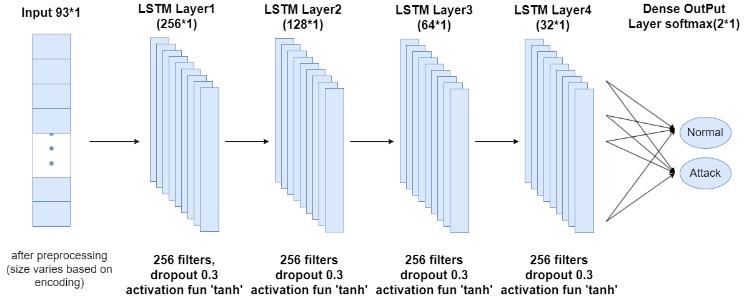 Input 93*1
LSTM Layer1
(256*1)
LSTM Layer2
(128*1)
LSTM Layer3
(64*1)
LSTM Layer4
(32*1)
Dense OutPut
Layer softmax(2*1)
Normal
Attack
after preprocessing
(size varies based on
encoding)
256 filters,
dropout 0.3
activation fun 'tanh'
256 filters
dropout 0.3
activation fun 'tanh'
256 filters
dropout 0.3
activation fun 'tanh'
256 filters
dropout 0.3
activation fun 'tanh'